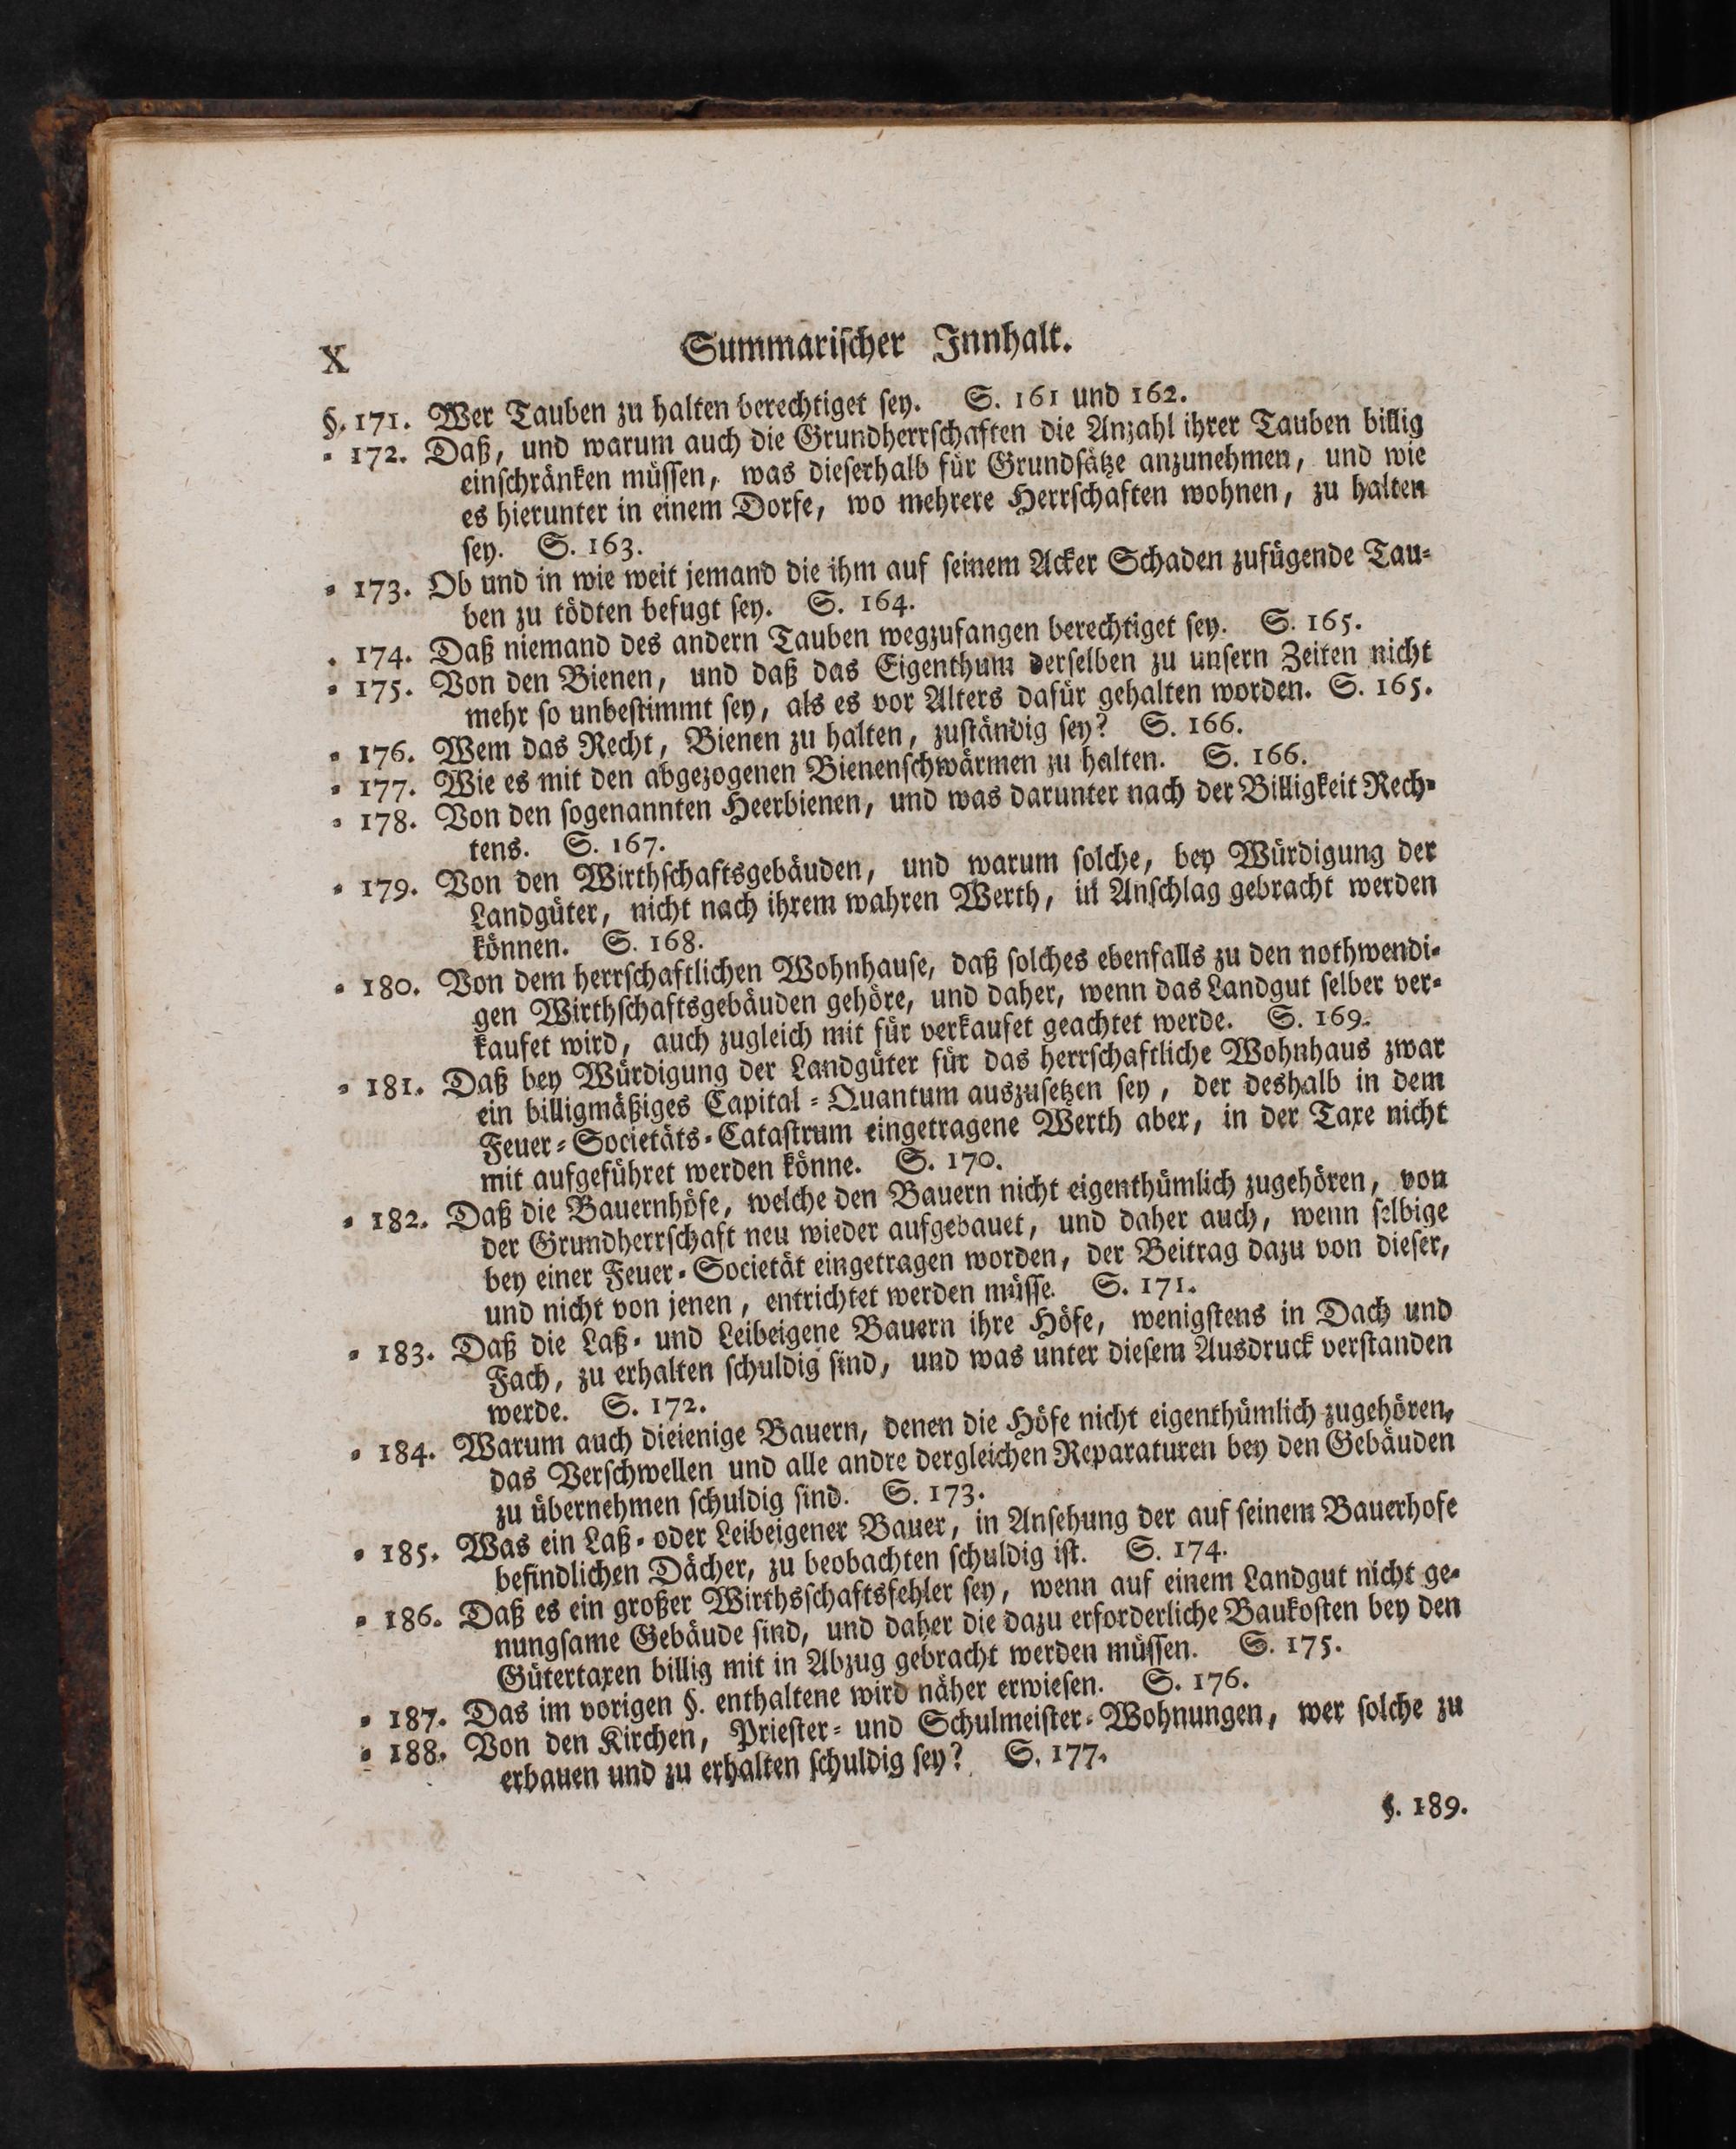 X Summarischer Innhalt.
§. 171. Wer Tauben zu halten berechtiget sey. S. 161 und 162.
= 172. Daß, und warum auch die Grundherrschaften die Anzahl ihrer Tauben billig
einschränken müssen, was dieserhalb für Grundsätze anzunehmen, und wie
es hierunter in einem Dorfe, wo mehrere Herrschaften wohnen, zu halten
sey. S. 163.
= 173. Ob und in wie weit jemand die ihm auf seinem Acker Schaden zufügende Tau=
ben zu tödten befugt sey. S. 164.
. 174. Daß niemand des andern Tauben wegzufangen berechtiget sey. S. 165.
= 175. Von den Bienen, und daß das Eigenthum derselben zu unsern Zeiten nicht
mehr so unbestimmt sey, als es vor Alters dafür gehalten worden. S. 165.
= 176. Wem das Recht, Bienen zu halten, zuständig sey? S. 166.
= 177. Wie es mit den abgezogenen Bienenschwärmen zu halten. S. 166.
= 178. Von den sogenannten Heerbienen, und was darunter nach der Billigkeit Rech=
tens. S. 167.
= 179. Von den Wirthschaftsgebäuden, und warum solche, bey Würdigung der
Landgüter, nicht nach ihrem wahren Werth, in Anschlag gebracht werden
können. S. 168.
= 180. Von dem herrschaftlichen Wohnhause, daß solches ebenfalls zu den nothwendi=
gen Wirthschaftsgebäuden gehöre, und daher, wenn das Landgut selber ver=
kaufet wird, auch zugleich mit für verkaufet geachtet werde. S. 169.
= 181. Daß bey Würdigung der Landgüter für das herrschaftliche Wohnhaus zwar
ein billigmäßiges Capital = Quantum auszusetzen sey, der deshalb in dem
Feuer = Societäts = Catastrum eingetragene Werth aber, in der Taxe nicht
mit aufgeführet werden könne. S. 170.
= 182. Daß die Bauernhöfe, welche den Bauern nicht eigenthümlich zugehören, von
der Grundherrschaft neu wieder aufgebauet, und daher auch, wenn selbige
bey einer Feuer = Societät eingetragen worden, der Beitrag dazu von dieser,
und nicht von jenen, entrichtet werden müsse. S. 171.
= 183. Daß die Laß = und Leibeigene Bauern ihre Höfe, wenigstens in Dach und
Fach, zu erhalten schuldig sind, und was unter diesem Ausdruck verstanden
werde. S. 172.
= 184. Warum auch dieienige Bauern, denen die Höfe nicht eigenthümlich zugehören,
das Verschwellen und alle andre dergleichen Reparaturen bey den Gebäuden
zu übernehmen schuldig sind. S. 173.
= 185. Was ein Laß = oder Leibeigener Bauer, in Ansehung der auf seinem Bauerhofe
befindlichen Dächer, zu beobachten schuldig ist. S. 174.
= 186. Daß es ein großer Wirthsschaftsfehler sey, wenn auf einem Landgut nicht ge=
nungsame Gebäude sind, und daher die dazu erforderliche Baukosten bey den
Gütertaxen billig mit in Abzug gebracht werden müssen. S. 175.
= 187. Das im vorigen §. enthaltene wird näher erwiesen. S. 176.
= 188. Von den Kirchen, Priester = und Schulmeister = Wohnungen, wer solche zu
erbauen und zu erhalten schuldig sey? S. 177.
§. 189.